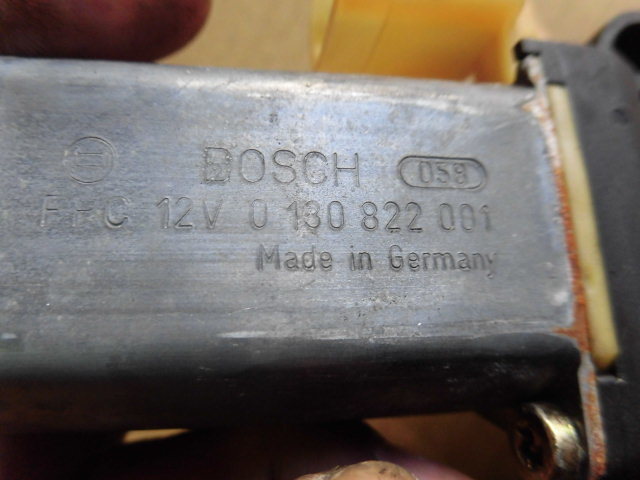 BOSCH 058
FPC 12V 0 130 822 001
Made in Germany